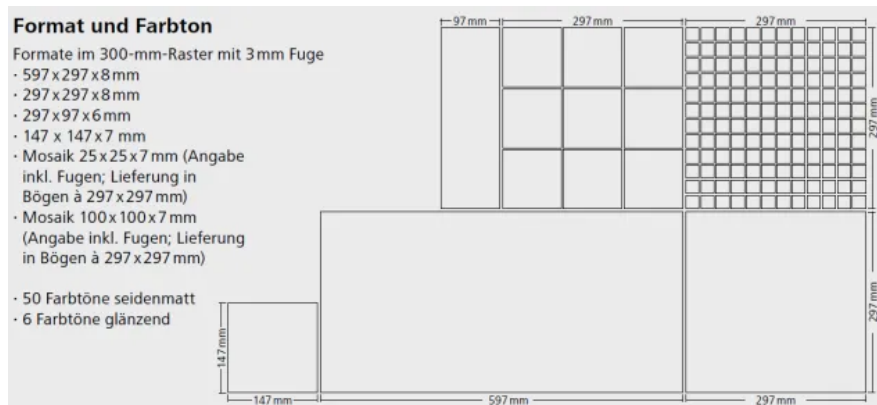 Format und Farbton
Formate im 300-mm-Raster mit 3 mm Fuge
· 597 x 297 x 8 mm
· 297 x 297 x 8 mm
· 297 x 97 x 6 mm
· 147 x 147 x 7 mm
· Mosaik 25 x 25 x 7 mm (Angabe
inkl. Fugen; Lieferung in
Bögen à 297 x 297 mm)
· Mosaik 100 x 100 x 7 mm
(Angabe inkl. Fugen; Lieferung
in Bögen à 297 x 297 mm)
· 50 Farbtöne seidenmatt
· 6 Farbtöne glänzend
97 mm
297 mm
297 mm
297 mm
297 mm
147 mm
147 mm
597 mm
297 mm